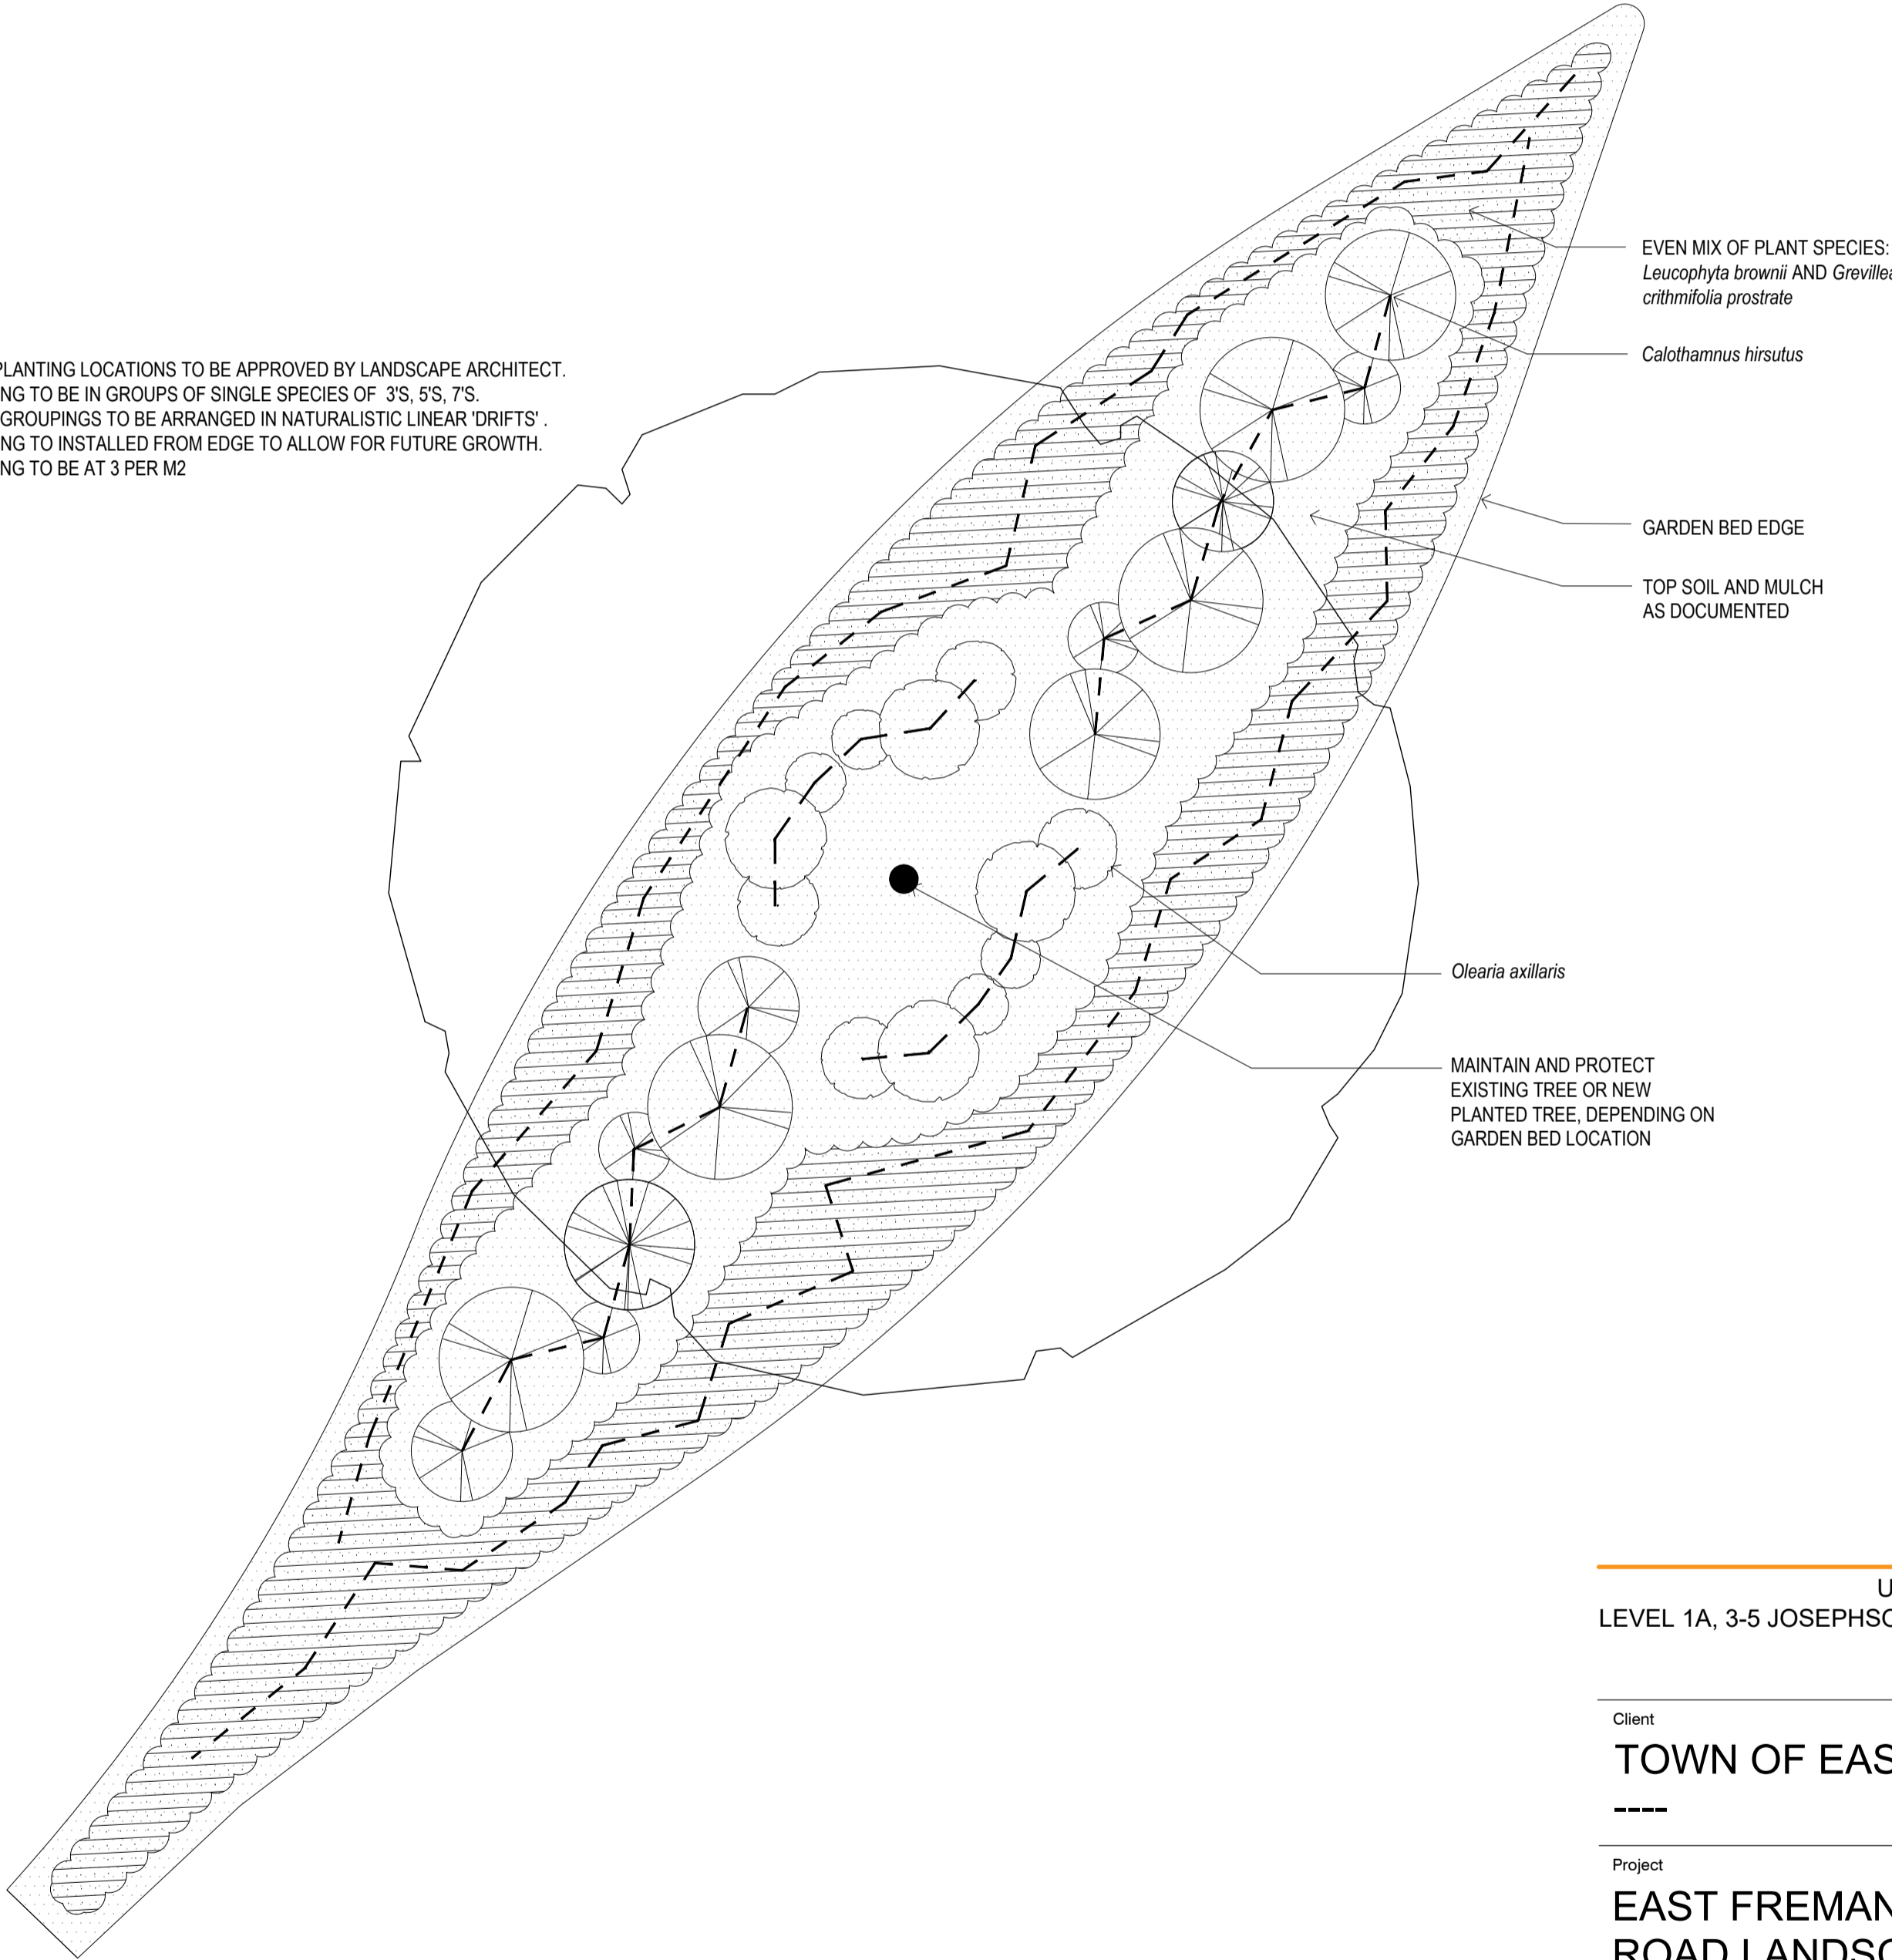 PLANTING LOCATIONS TO BE APPROVED BY LANDSCAPE ARCHITECT.
NG TO BE IN GROUPS OF SINGLE SPECIES OF 3'S, 5'S, 7'S.
GROUPINGS TO BE ARRANGED IN NATURALISTIC LINEAR 'DRIFTS' .
NG TO INSTALLED FROM EDGE TO ALLOW FOR FUTURE GROWTH.
NG TO BE AT 3 PER M2
EVEN MIX OF PLANT SPECIES:
Leucophyta brownii AND Grevillea
crithmifolia prostrate
Calothamnus hirsutus
GARDEN BED EDGE
TOP SOIL AND MULCH
AS DOCUMENTED
Olearia axillaris
MAINTAIN AND PROTECT
EXISTING TREE OR NEW
PLANTED TREE, DEPENDING ON
GARDEN BED LOCATION
U
LEVEL 1A, 3-5 JOSEPHSO
Client
TOWN OF EAS
----
Project
EAST FREMAN
ROAD LANDSC